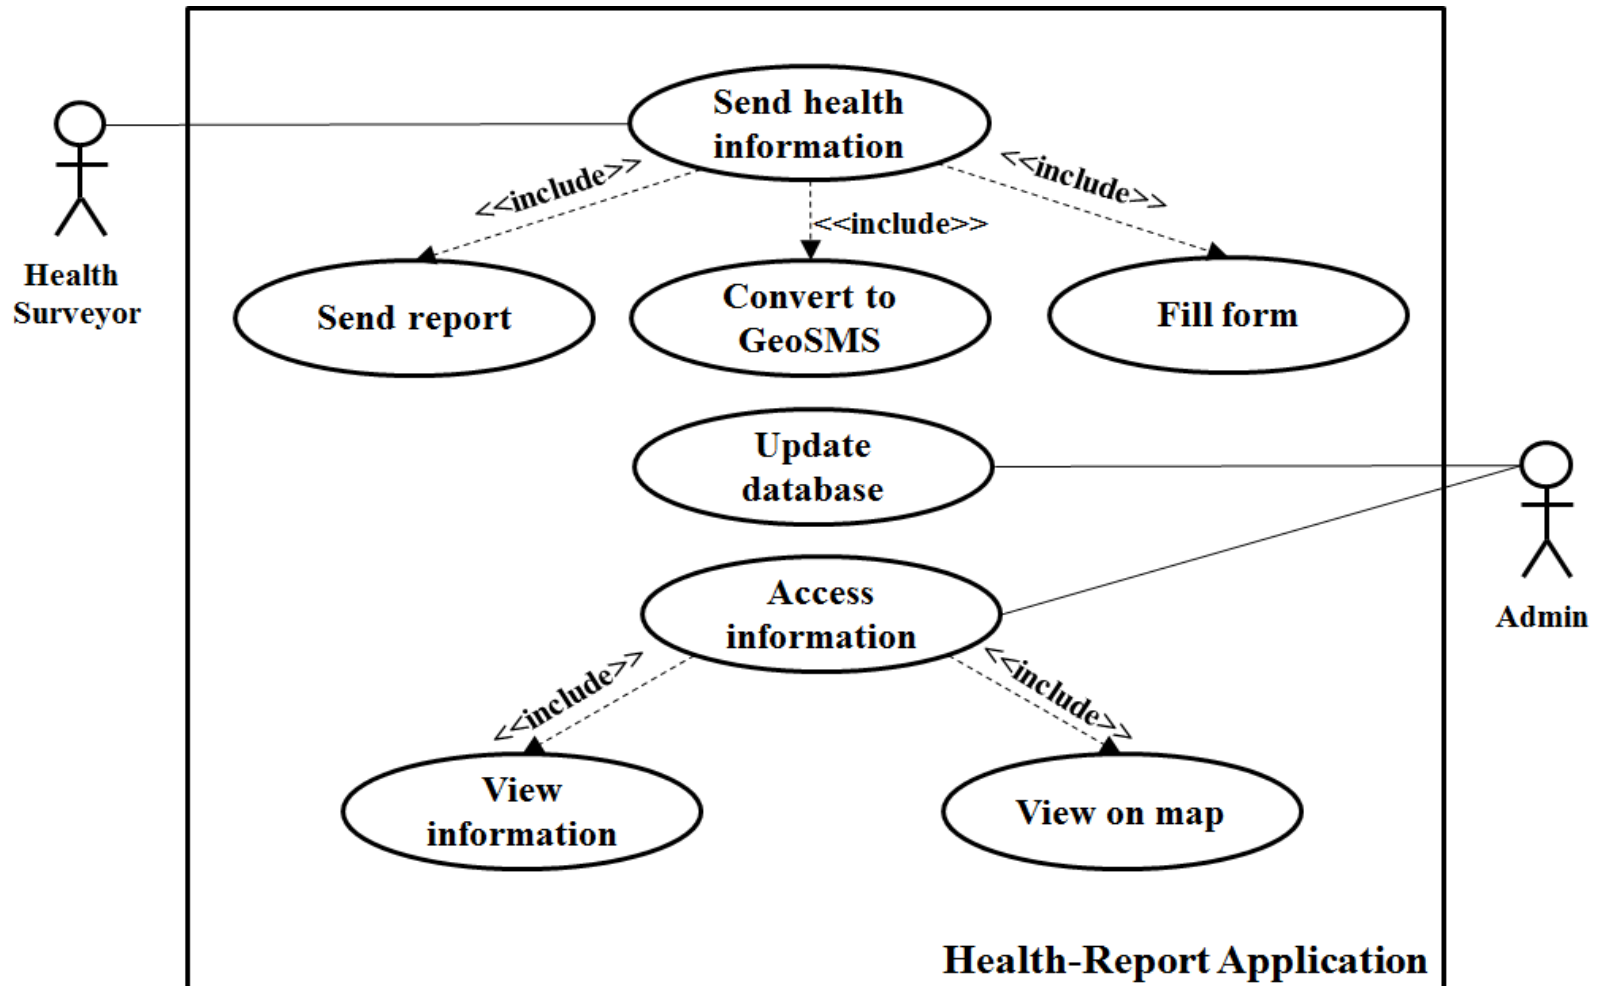 Send health
information
<<include>>
<<include>>
<<include>>
Health
Surveyor
Send report
Convert to
GeoSMS
Fill form
Update
database
Access
information
Admin
<<include>>
<<include>>
View
information
View on map
Health-Report Application